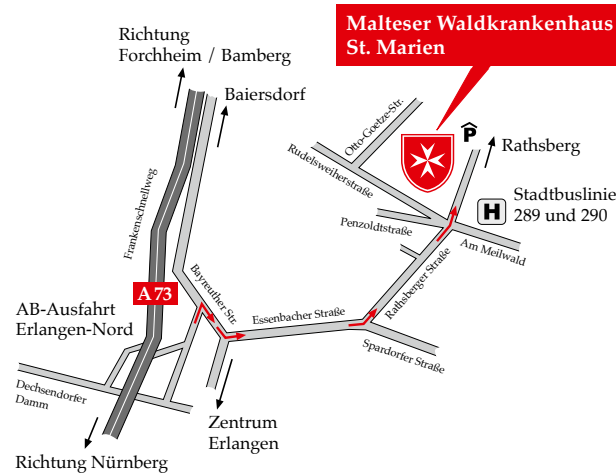 Malteser Waldkrankenhaus
St. Marien
Richtung
Forchheim / Bamberg
Baiersdorf
Otto-Goetze-Str.
Rudelsweiherstraße
P
Rathsberg
H
Stadtbuslinie
289 und 290
Penzoldtstraße
Am Meilwald
Frankenschnellweg
A 73
Bayreuther Str.
Rathsberger Straße
AB-Ausfahrt
Erlangen-Nord
Essenbacher Straße
Spardorfer Straße
Dechsendorfer
Damm
Zentrum
Erlangen
Richtung Nürnberg